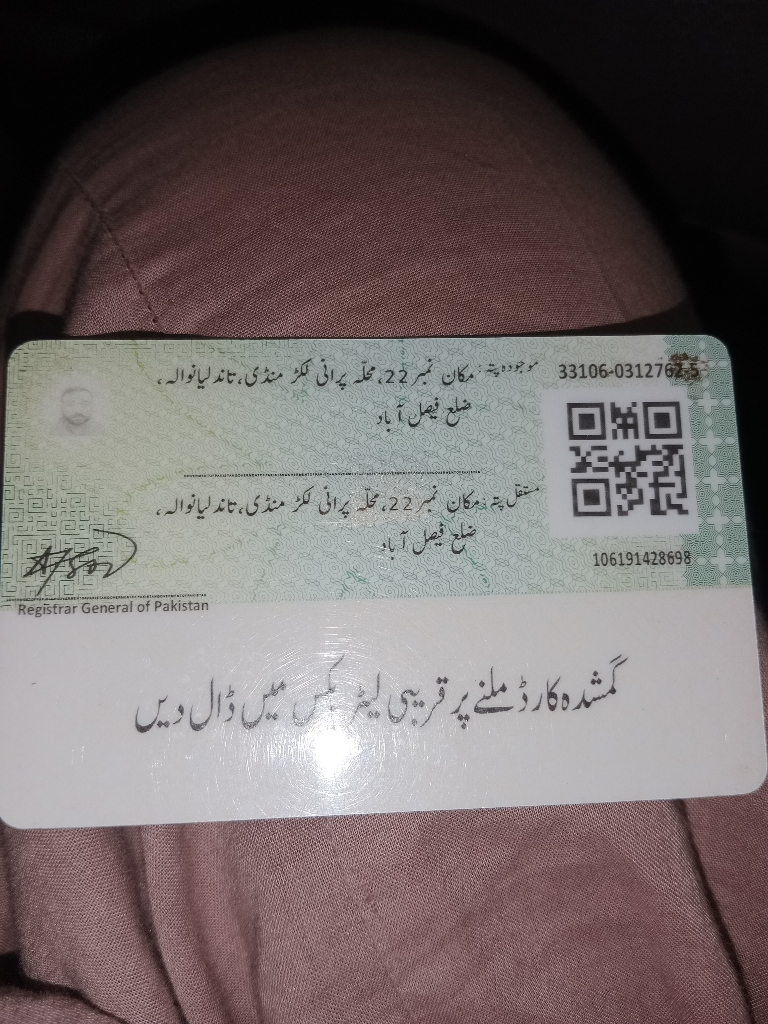 موجودہ پتہ: مکان نمبر 22، محلّہ پرانی لکڑ منڈی، تاندلیانوالہ،
ضلع فیصل آباد
33106-0312762-5
مستقل پتہ: مکان نمبر 22، محلّہ پرانی لکڑ منڈی، تاندلیانوالہ،
ضلع فیصل آباد
106191428698
Registrar General of Pakistan
گمشدہ کارڈ ملنے پر قریبی لیٹر بکس میں ڈال دیں